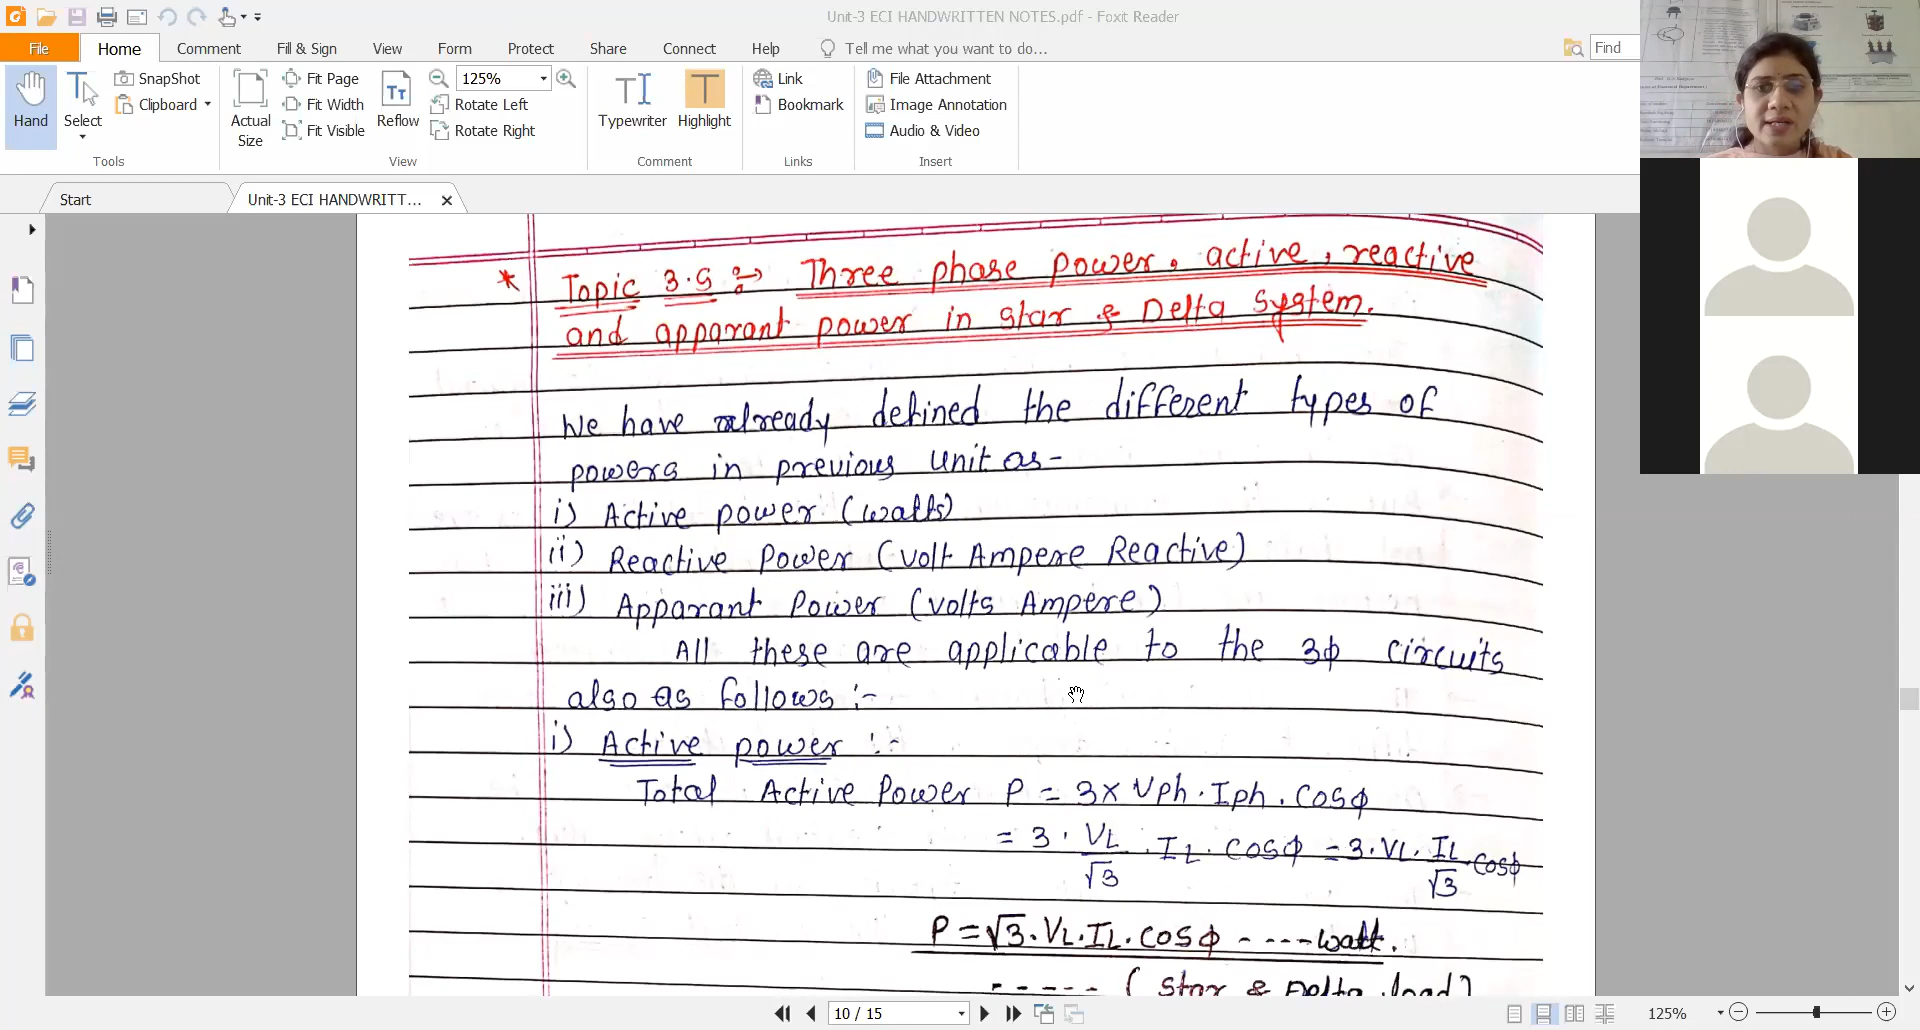 Unit-3 ECI HANDWRITTEN NOTES.pdf - Foxit Reader
File Home Comment Fill & Sign View Form Protect Share Connect Help Tell me what you want to do... Find
Hand
Select
SnapShot
Clipboard
Tools
Actual Size
Fit Page
Fit Width
Fit Visible
Reflow
125%
Rotate Left
Rotate Right
View
Typewriter
Highlight
Comment
Link
Bookmark
Links
File Attachment
Image Annotation
Audio & Video
Insert
Start
Unit-3 ECI HANDWRITT...
* Topic 3.5 :-> Three phase power, active, reactive
and apparant power in star & Delta system.
We have already defined the different types of
powers in previous unit as-
i) Active power (watts)
ii) Reactive Power (volt Ampere Reactive)
iii) Apparant Power (volts Ampere)
All these are applicable to the 3ϕ circuits
also as follows :-
i) Active power :-
Total Active Power P = 3× Vph . Iph . cosϕ
= 3 . VL/√3 . IL . cosϕ = 3 . VL . IL/√3 . cosϕ
P = √3 . VL . IL . cosϕ - - - - watt.
- - - - - ( star & Delta load)
10 / 15
125%